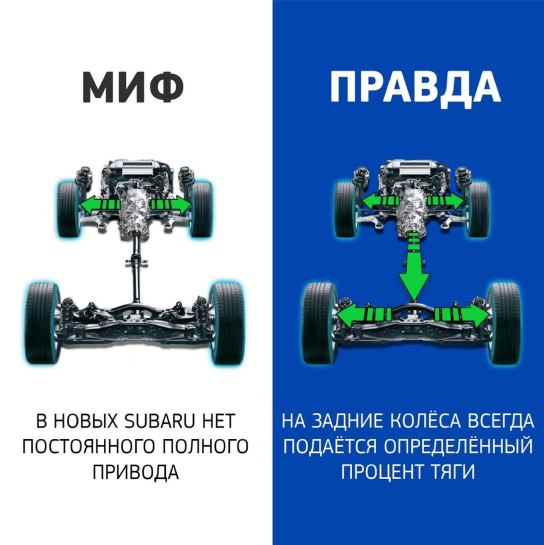 МИФ
В НОВЫХ SUBARU НЕТ
ПОСТОЯННОГО ПОЛНОГО
ПРИВОДА
ПРАВДА
НА ЗАДНИЕ КОЛЁСА ВСЕГДА
ПОДАЁТСЯ ОПРЕДЕЛЁННЫЙ
ПРОЦЕНТ ТЯГИ